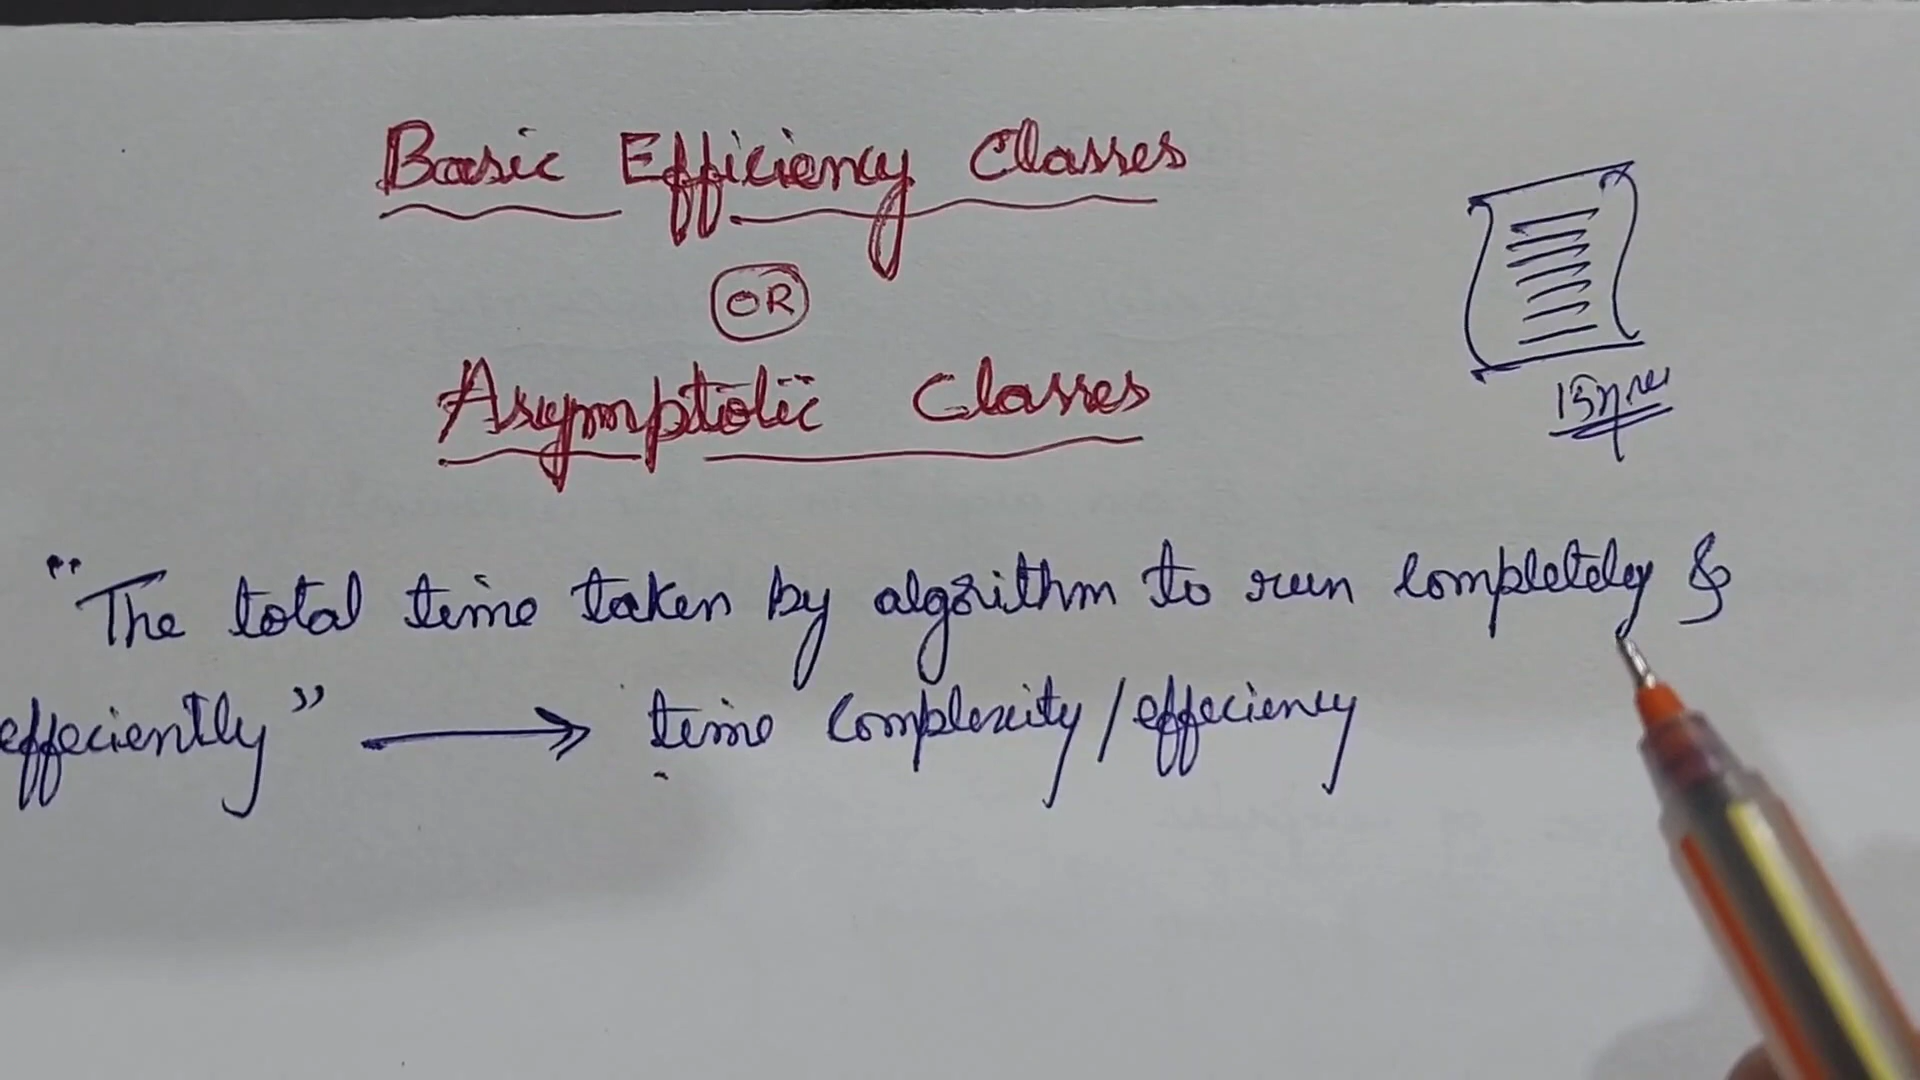 Basic Efficiency Classes
OR
Asymptotic Classes
"The total time taken by algorithm to run completely &
effeciently" → time complexity/effeciency